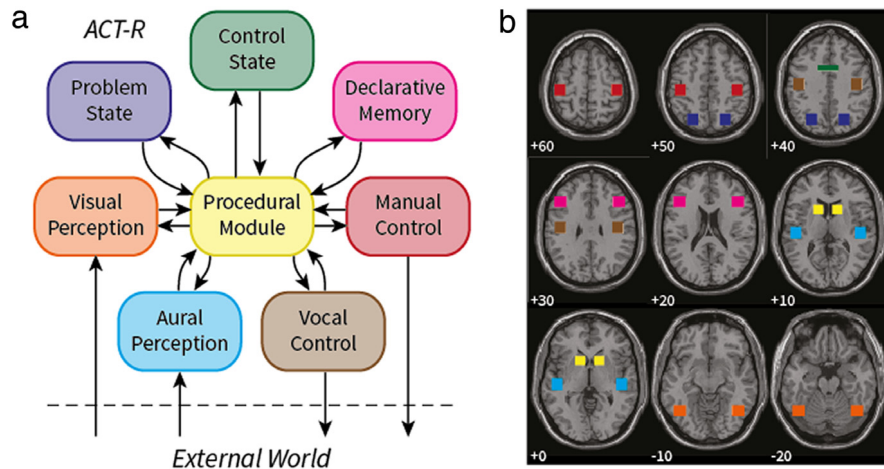 a
ACT-R
Control
State
Problem
State
Declarative
Memory
Visual
Perception
Procedural
Module
Manual
Control
Aural
Perception
Vocal
Control
External World
b
+60
+50
+40
+30
+20
+10
+0
-10
-20